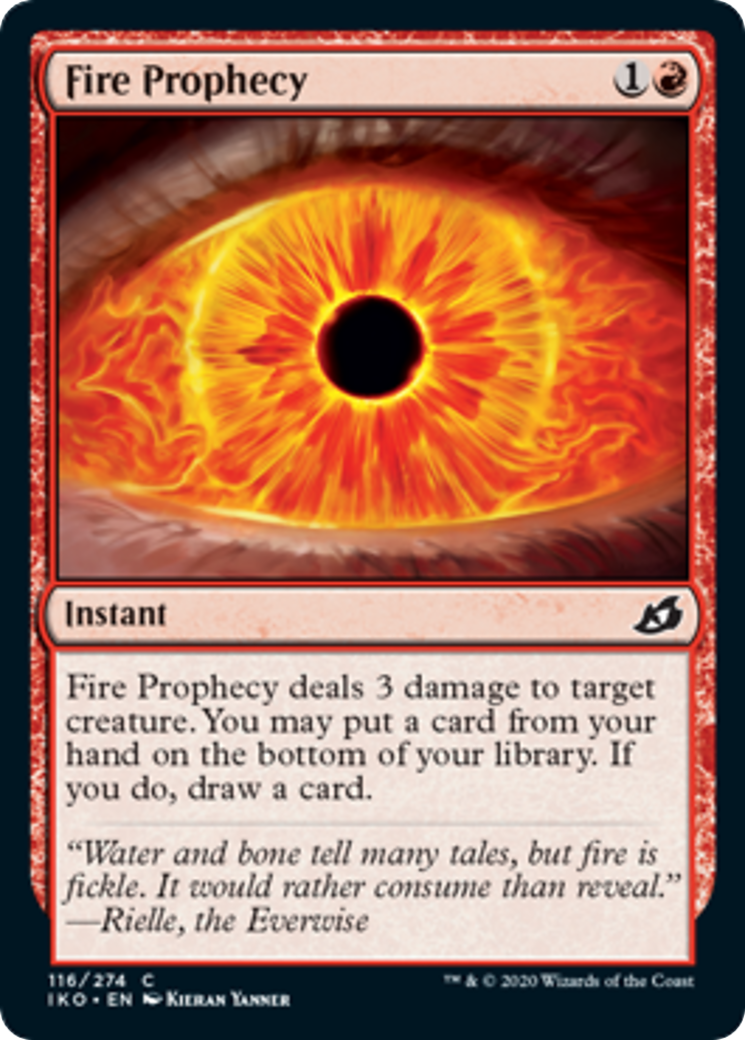 Fire Prophecy 1
Instant
Fire Prophecy deals 3 damage to target
creature. You may put a card from your
hand on the bottom of your library. If
you do, draw a card.
“Water and bone tell many tales, but fire is
fickle. It would rather consume than reveal.”
—Rielle, the Everwise
116/274 C
IKO • EN Kieran Yanner
™ & © 2020 Wizards of the Coast